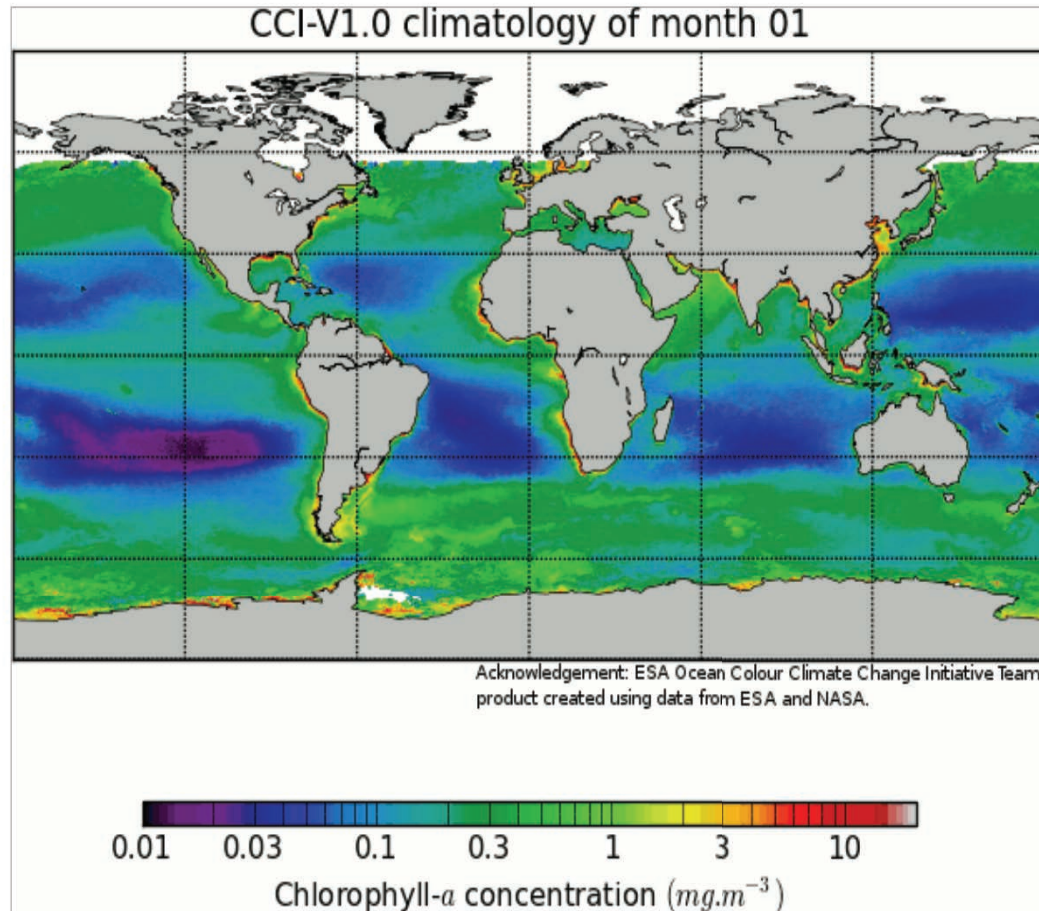 CCI-V1.0 climatology of month 01
Acknowledgement: ESA Ocean Colour Climate Change Initiative Team
product created using data from ESA and NASA.
0.01 0.03 0.1 0.3 1 3 10
Chlorophyll-a concentration (mg.m⁻³)